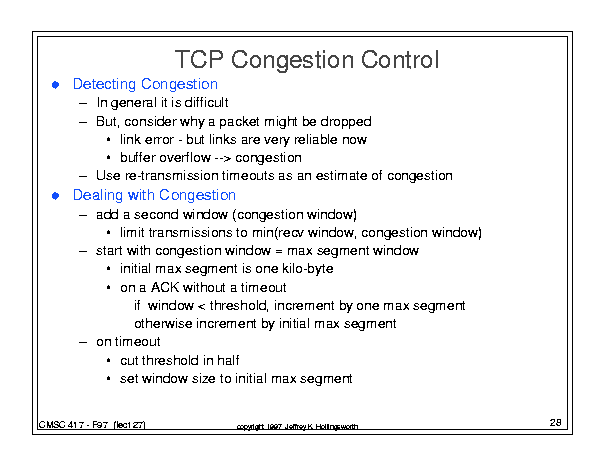 TCP Congestion Control
● Detecting Congestion
– In general it is difficult
– But, consider why a packet might be dropped
• link error - but links are very reliable now
• buffer overflow --> congestion
– Use re-transmission timeouts as an estimate of congestion
● Dealing with Congestion
– add a second window (congestion window)
• limit transmissions to min(recv window, congestion window)
– start with congestion window = max segment window
• initial max segment is one kilo-byte
• on a ACK without a timeout
if window < threshold, increment by one max segment
otherwise increment by initial max segment
– on timeout
• cut threshold in half
• set window size to initial max segment
CMSC 417 - F97 (lect 27)
copyright 1997 Jeffrey K. Hollingsworth
28